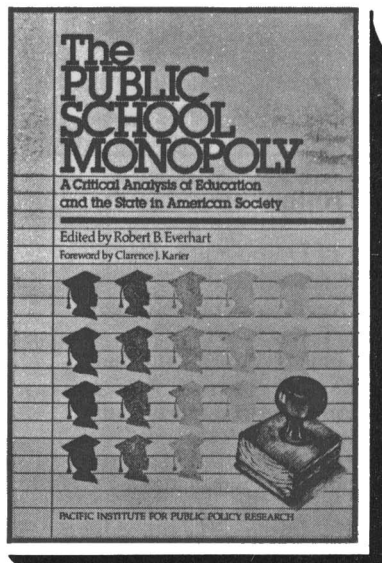 The
PUBLIC
SCHOOL
MONOPOLY
A Critical Analysis of Education
and the State in American Society
Edited by Robert B. Everhart
Foreword by Clarence J. Karier
PACIFIC INSTITUTE FOR PUBLIC POLICY RESEARCH